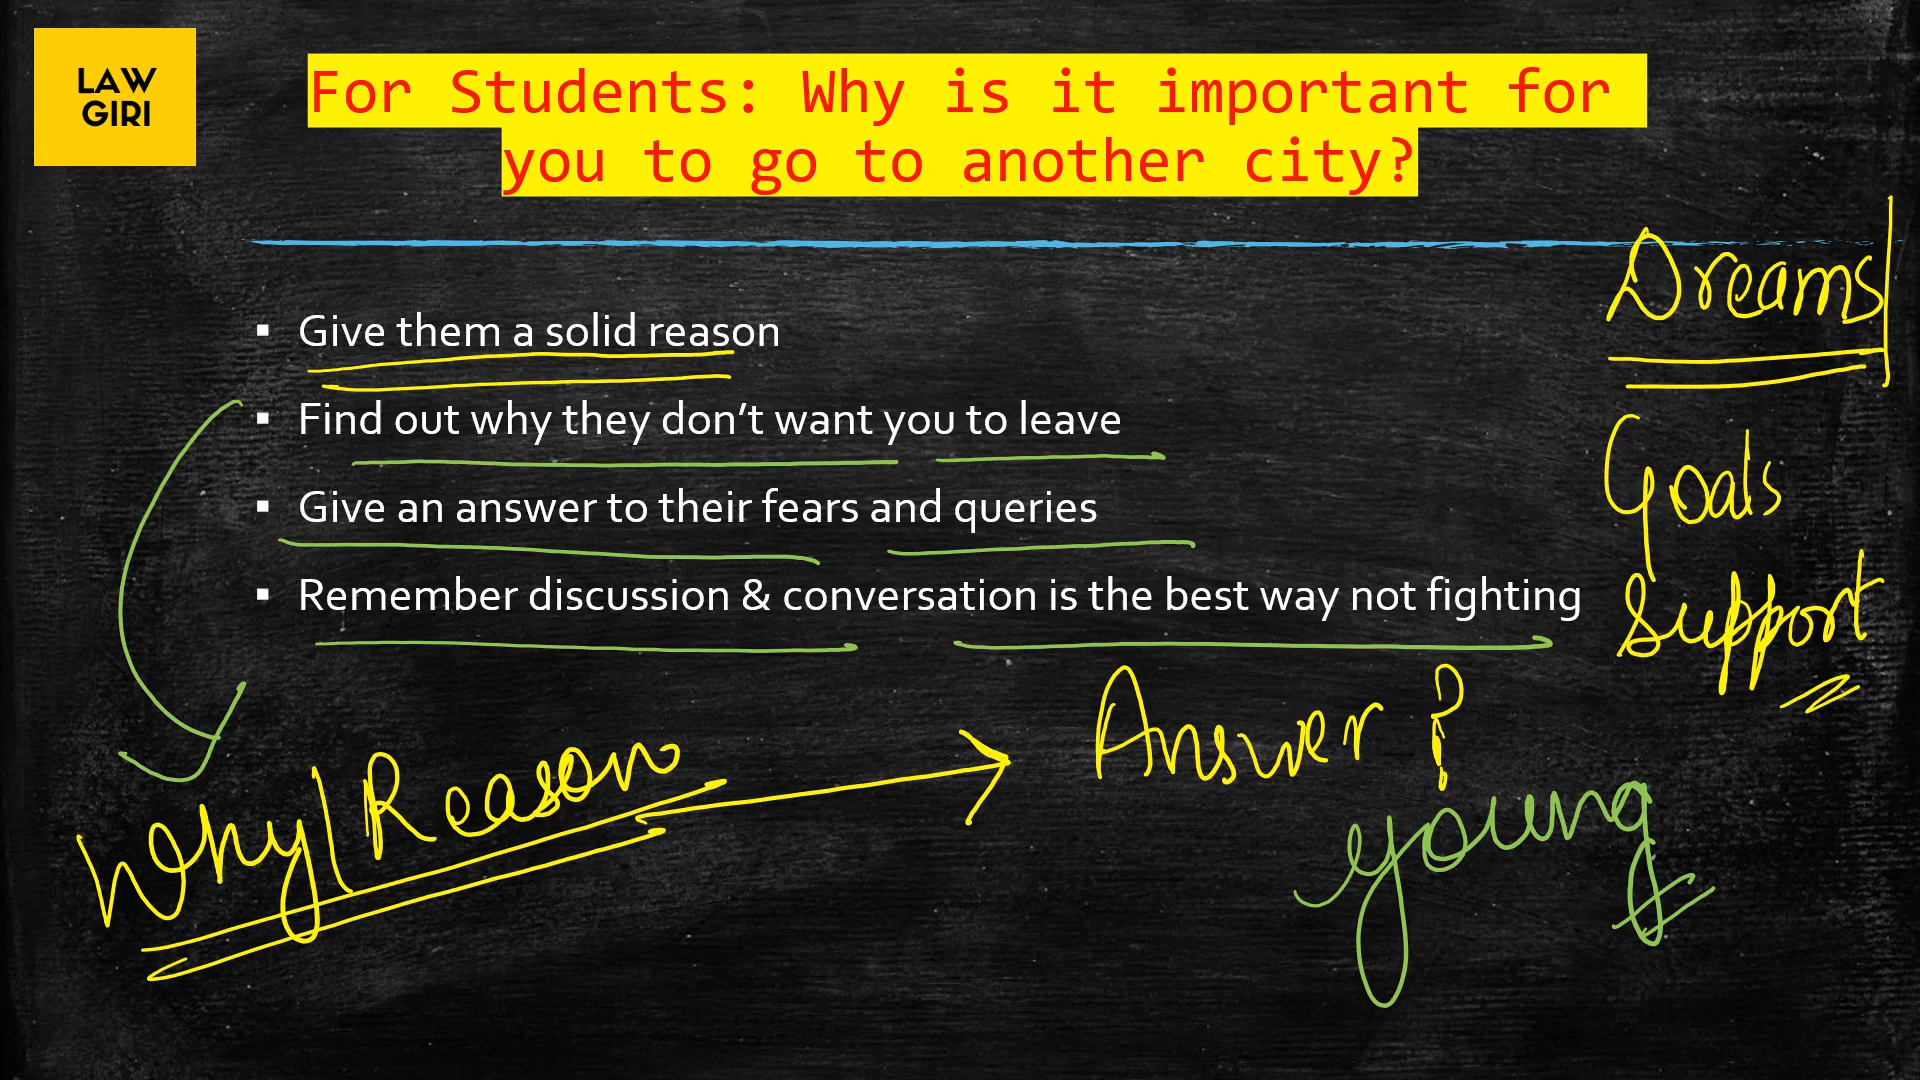 LAW
GIRI
For Students: Why is it important for
you to go to another city?
▪ Give them a solid reason
▪ Find out why they don't want you to leave
▪ Give an answer to their fears and queries
▪ Remember discussion & conversation is the best way not fighting
Dreams
Goals
Support
Why/Reason
Answer?
young